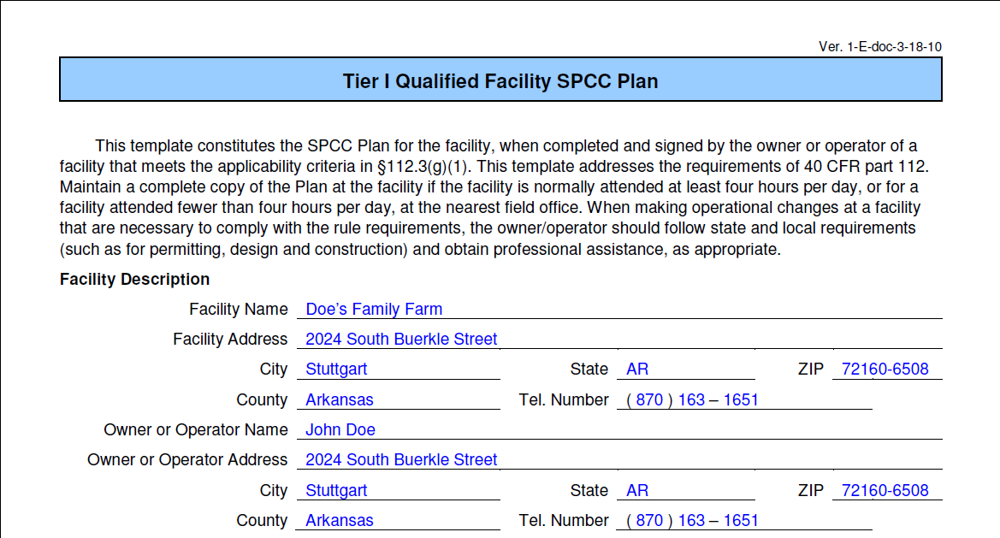 Ver. 1-E-doc-3-18-10
Tier I Qualified Facility SPCC Plan
This template constitutes the SPCC Plan for the facility, when completed and signed by the owner or operator of a
facility that meets the applicability criteria in §112.3(g)(1). This template addresses the requirements of 40 CFR part 112.
Maintain a complete copy of the Plan at the facility if the facility is normally attended at least four hours per day, or for a
facility attended fewer than four hours per day, at the nearest field office. When making operational changes at a facility
that are necessary to comply with the rule requirements, the owner/operator should follow state and local requirements
(such as for permitting, design and construction) and obtain professional assistance, as appropriate.
Facility Description
Facility Name Doe’s Family Farm
Facility Address 2024 South Buerkle Street
City Stuttgart State AR ZIP 72160-6508
County Arkansas Tel. Number ( 870 ) 163 – 1651
Owner or Operator Name John Doe
Owner or Operator Address 2024 South Buerkle Street
City Stuttgart State AR ZIP 72160-6508
County Arkansas Tel. Number ( 870 ) 163 – 1651